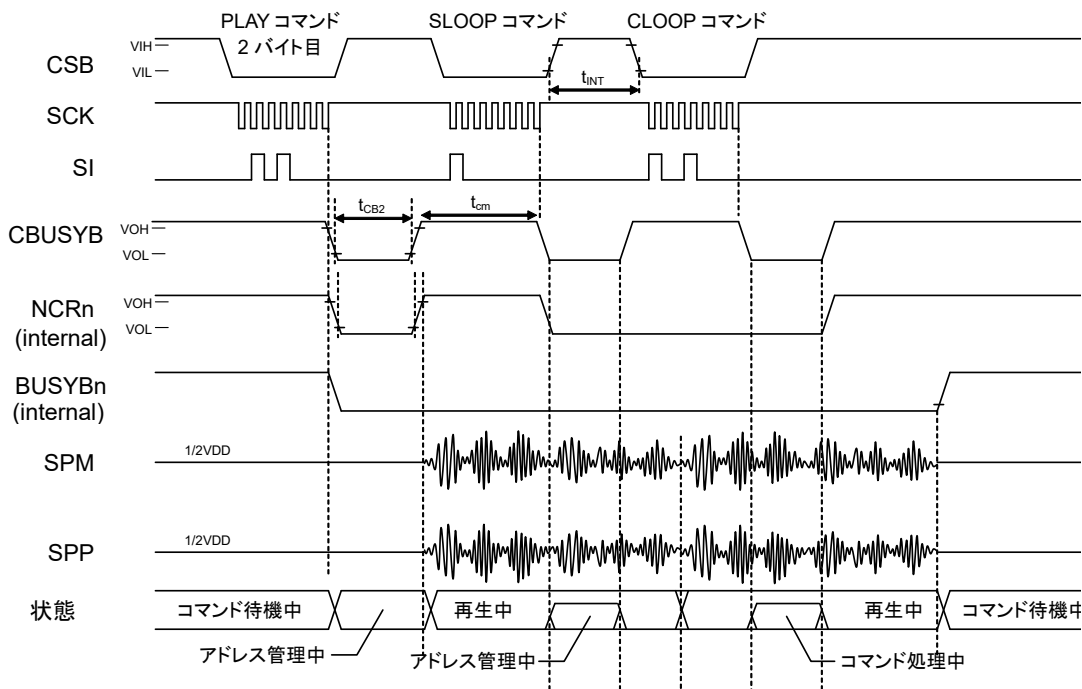 PLAY コマンド
2 バイト目
SLOOP コマンド
CLOOP コマンド
CSB
VIH
VIL
tINT
SCK
SI
tCB2
tcm
CBUSYB
VOH
VOL
NCRn
(internal)
VOH
VOL
BUSYBn
(internal)
SPM
1/2VDD
SPP
1/2VDD
状態
コマンド待機中
再生中
再生中
コマンド待機中
アドレス管理中
アドレス管理中
コマンド処理中